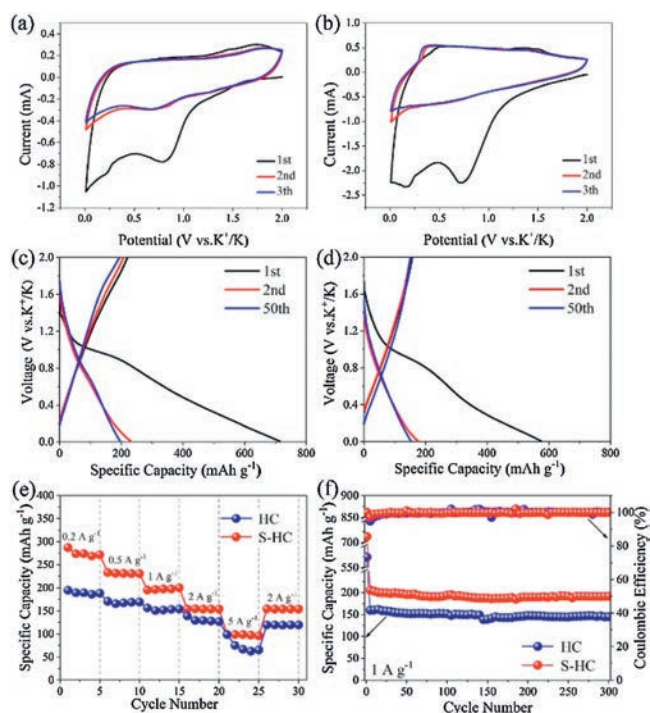 (a)
0.4
0.2
0.0
-0.2
-0.4
-0.6
-0.8
-1.0
-1.2
Current (mA)
1st
2nd
3th
0.0 0.5 1.0 1.5 2.0
Potential (V vs.K⁺/K)
(b)
1.0
0.5
0.0
-0.5
-1.0
-1.5
-2.0
-2.5
Current (mA)
1st
2nd
3th
0.0 0.5 1.0 1.5 2.0
Potential (V vs.K⁺/K)
(c)
2.0
1.6
1.2
0.8
0.4
0.0
Voltage (V vs.K⁺/K)
1st
2nd
50th
0 200 400 600 800
Specific Capacity (mAh g⁻¹)
(d)
2.0
1.6
1.2
0.8
0.4
0.0
Voltage (V vs.K⁺/K)
1st
2nd
50th
0 200 400 600 800
Specific Capacity (mAh g⁻¹)
(e)
400
350
300
250
200
150
100
50
0
Specific Capacity (mAh g⁻¹)
HC
S-HC
0.2 A g⁻¹
0.5 A g⁻¹
1 A g⁻¹
2 A g⁻¹
5 A g⁻¹
2 A g⁻¹
0 5 10 15 20 25 30
Cycle Number
(f)
900
850
700
550
200
150
100
Specific Capacity (mAh g⁻¹)
100
80
60
40
20
0
Coulombic Efficiency (%)
1 A g⁻¹
HC
S-HC
0 50 100 150 200 250 300
Cycle Number